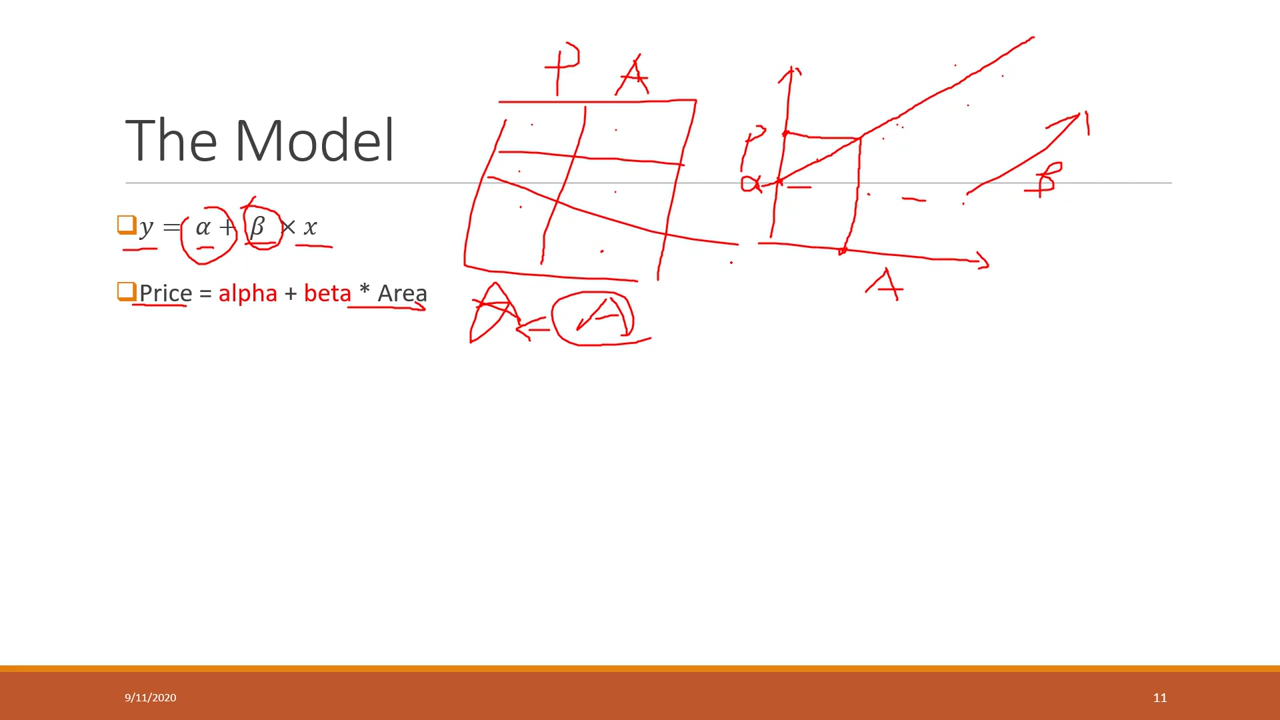 P A
The Model
y = α + β × x
Price = alpha + beta * Area
P
α
β
A
A
9/11/2020
11